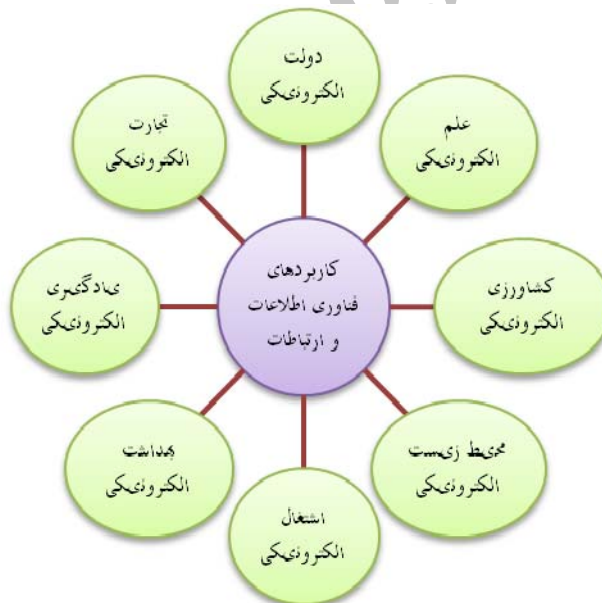 دولت
الکترونیکی
علم
الکترونیکی
کشاورزی
الکترونیکی
محیط زیست
الکترونیکی
اشتغال
الکترونیکی
بهداشت
الکترونیکی
یادگیری
الکترونیکی
تجارت
الکترونیکی
کاربردهای
فناوری اطلاعات
و ارتباطات